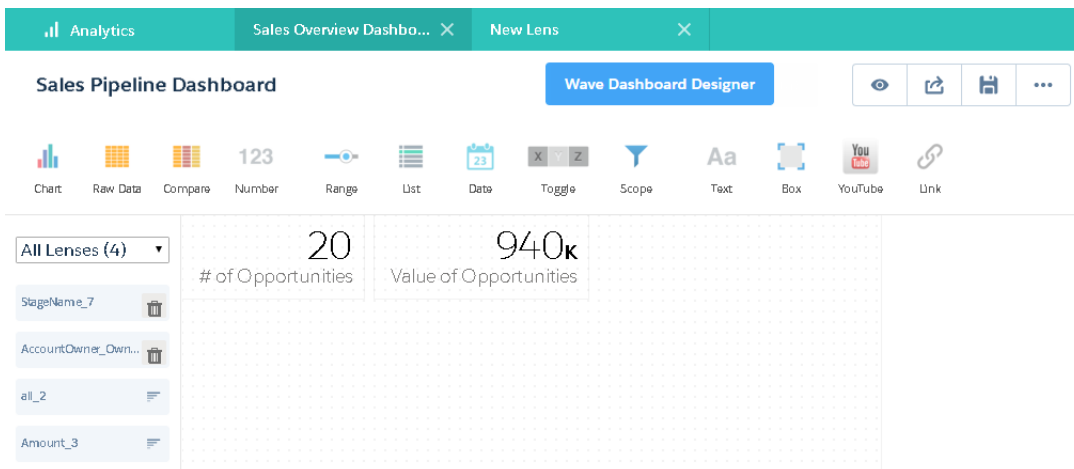 Analytics
Sales Overview Dashbo...
New Lens
Sales Pipeline Dashboard
Wave Dashboard Designer
123
23
X Y Z
Aa
You
Tube
Chart
Raw Data
Compare
Number
Range
List
Date
Toggle
Scope
Text
Box
YouTube
Link
All Lenses (4)
StageName_7
AccountOwner_Own...
all_2
Amount_3
20
# of Opportunities
940K
Value of Opportunities